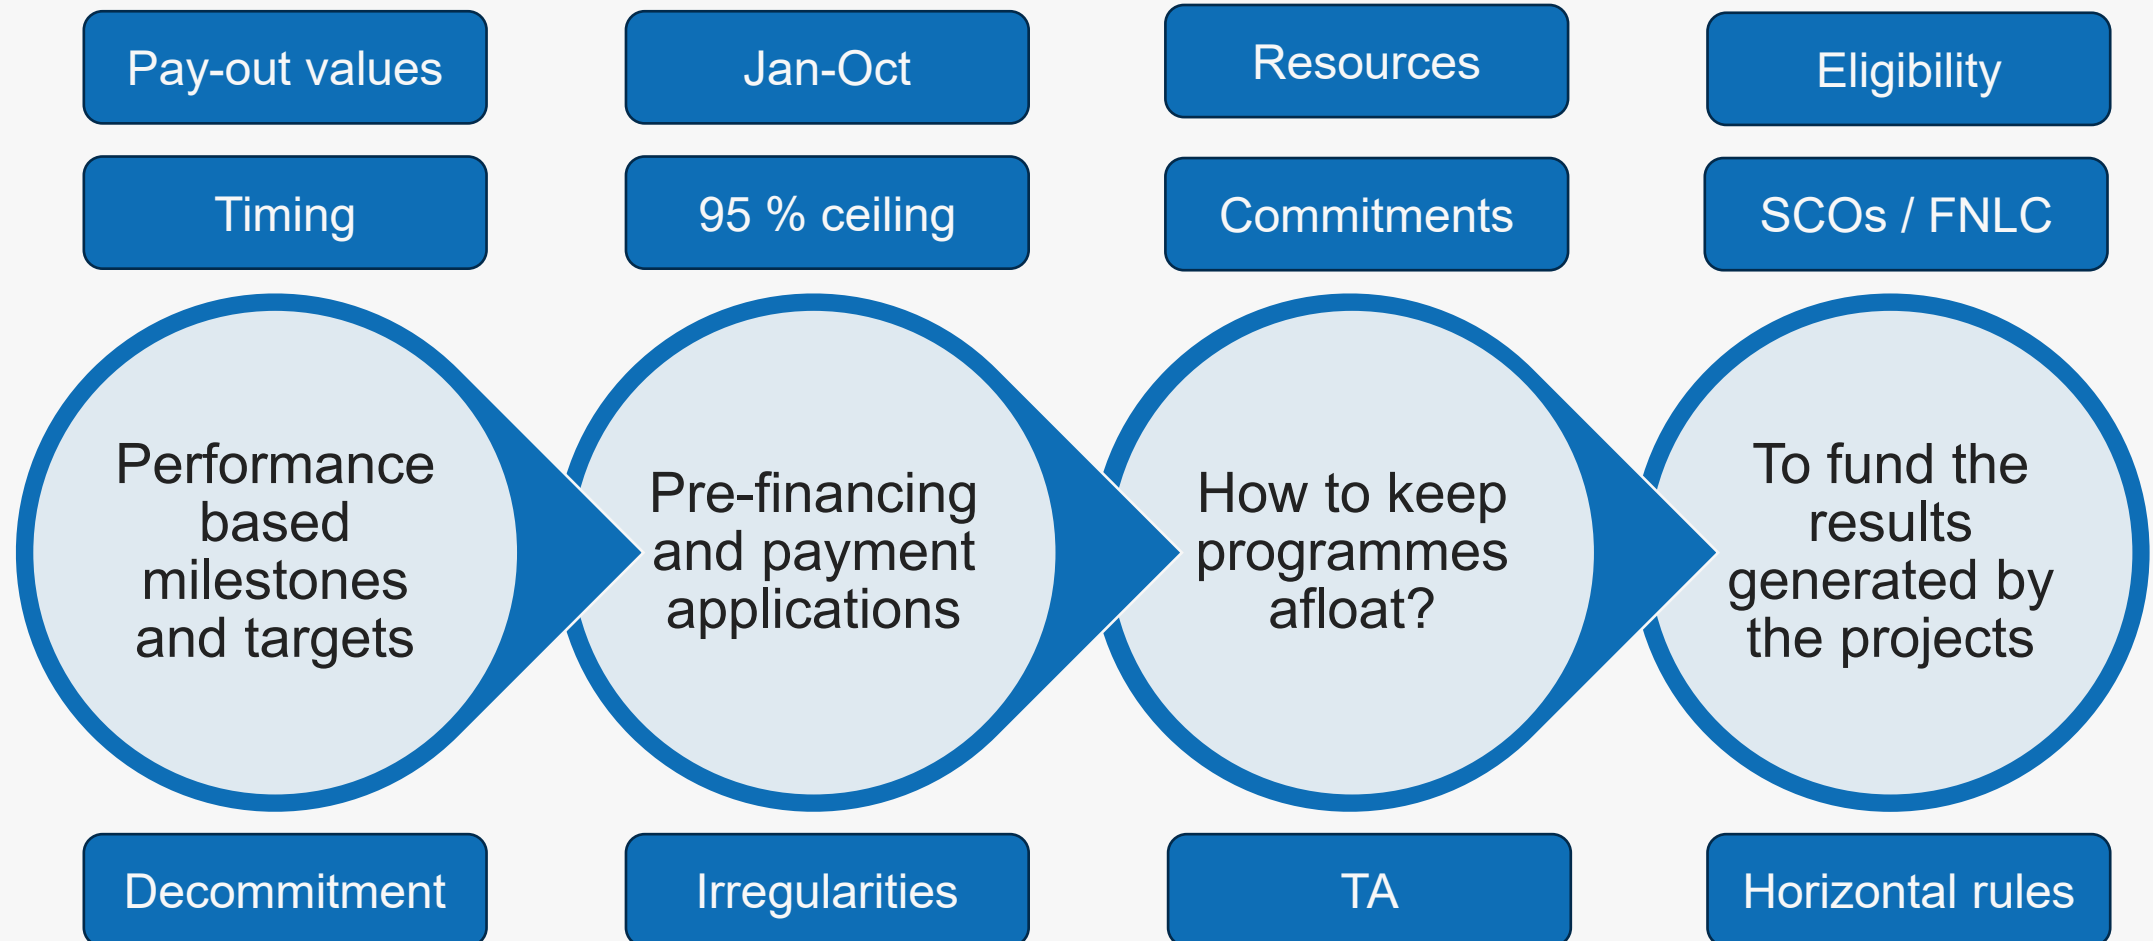 Pay-out values
Jan-Oct
Resources
Eligibility
Timing
95 % ceiling
Commitments
SCOs / FNLC
Performance
based
milestones
and targets
Pre-financing
and payment
applications
How to keep
programmes
afloat?
To fund the
results
generated by
the projects
Decommitment
Irregularities
TA
Horizontal rules